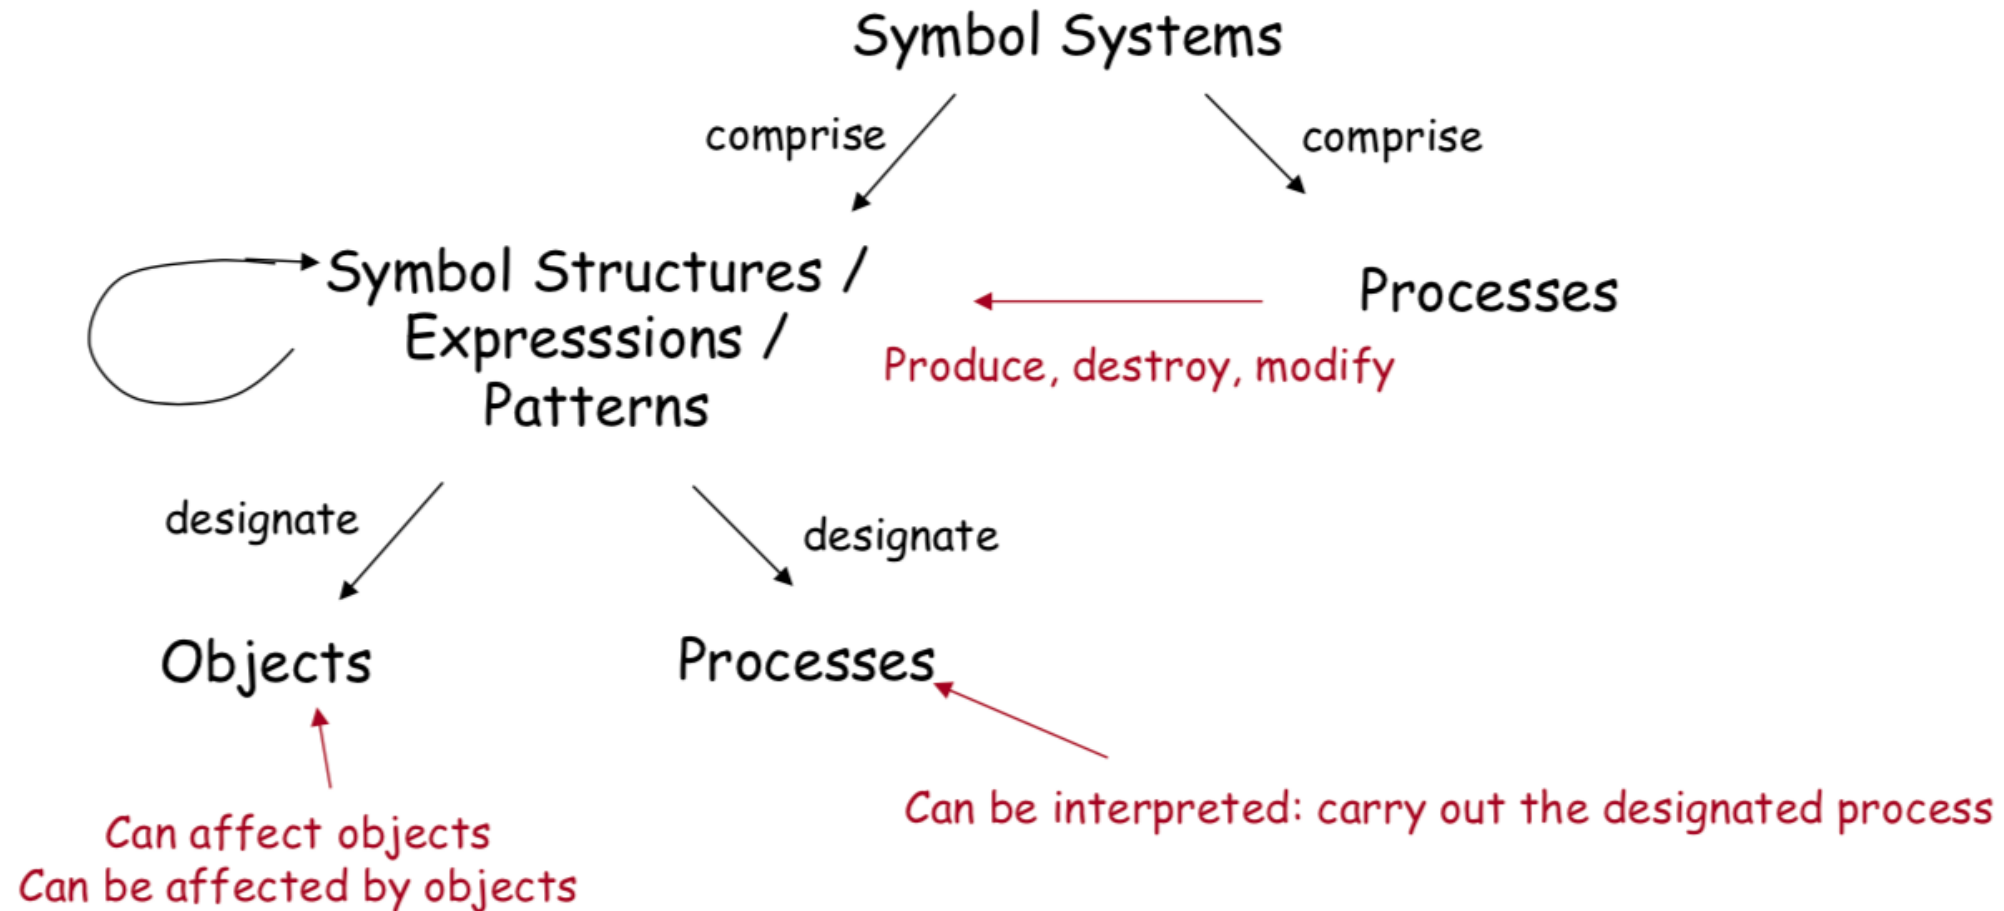 Symbol Systems
comprise
comprise
Symbol Structures /
Expresssions /
Patterns
Processes
Produce, destroy, modify
designate
designate
Objects
Processes
Can be interpreted: carry out the designated process
Can affect objects
Can be affected by objects